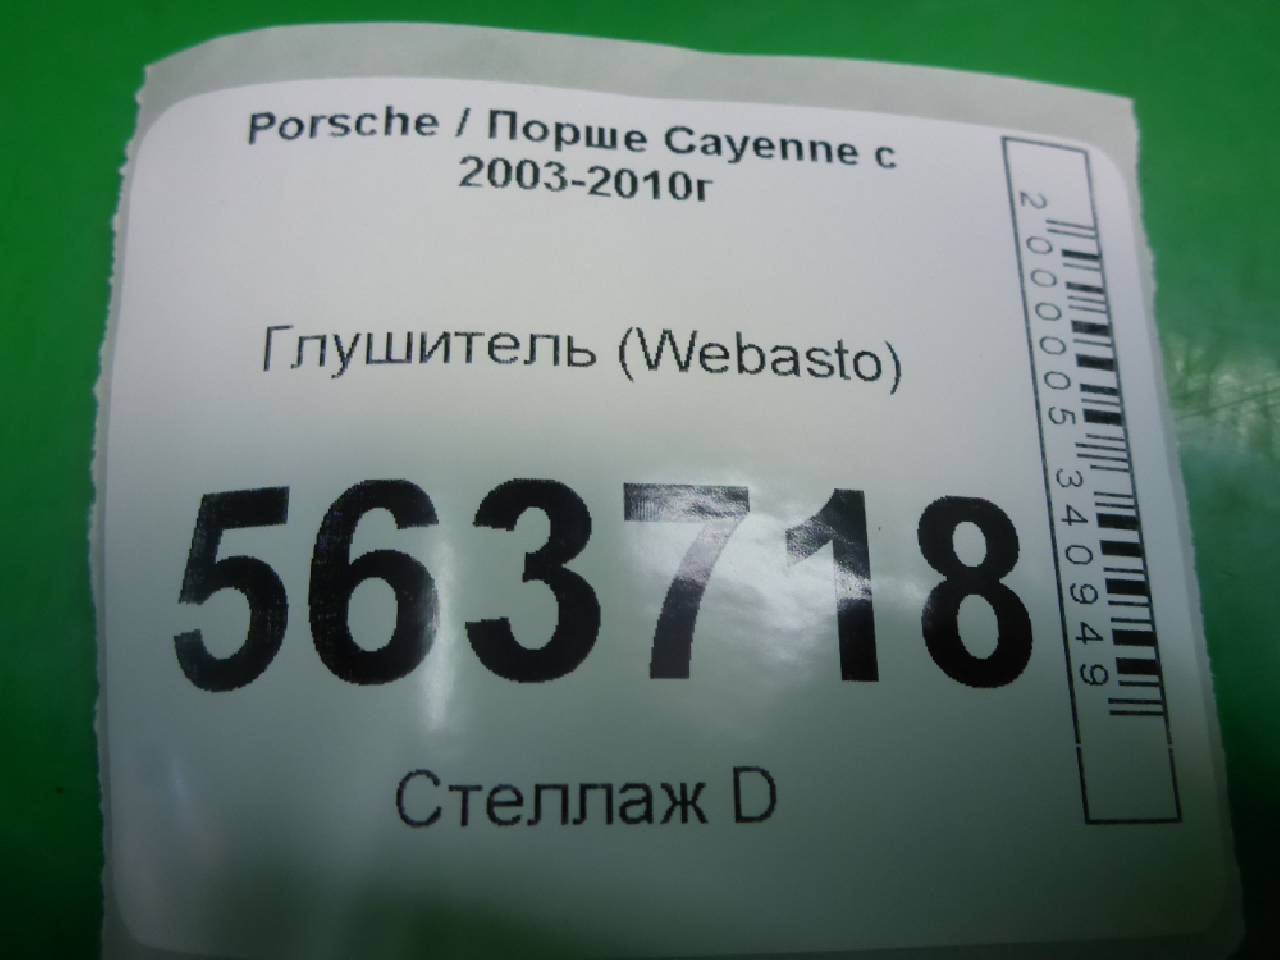 Porsche / Порше Cayenne с
2003-2010г
Глушитель (Webasto)
563718
Стеллаж D
2000005340949